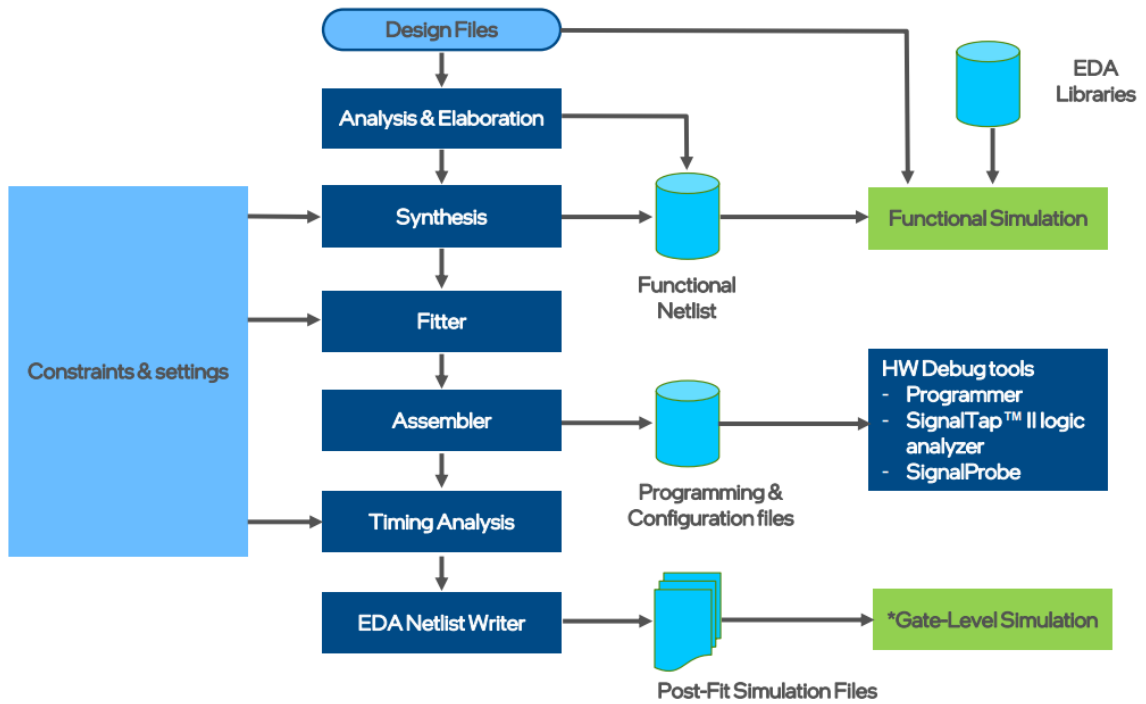 Design Files
EDA
Libraries
Analysis & Elaboration
Synthesis
Functional Simulation
Functional
Netlist
Fitter
Constraints & settings
HW Debug tools
- Programmer
- SignalTap™ II logic
analyzer
- SignalProbe
Assembler
Programming &
Configuration files
Timing Analysis
EDA Netlist Writer
*Gate-Level Simulation
Post-Fit Simulation Files